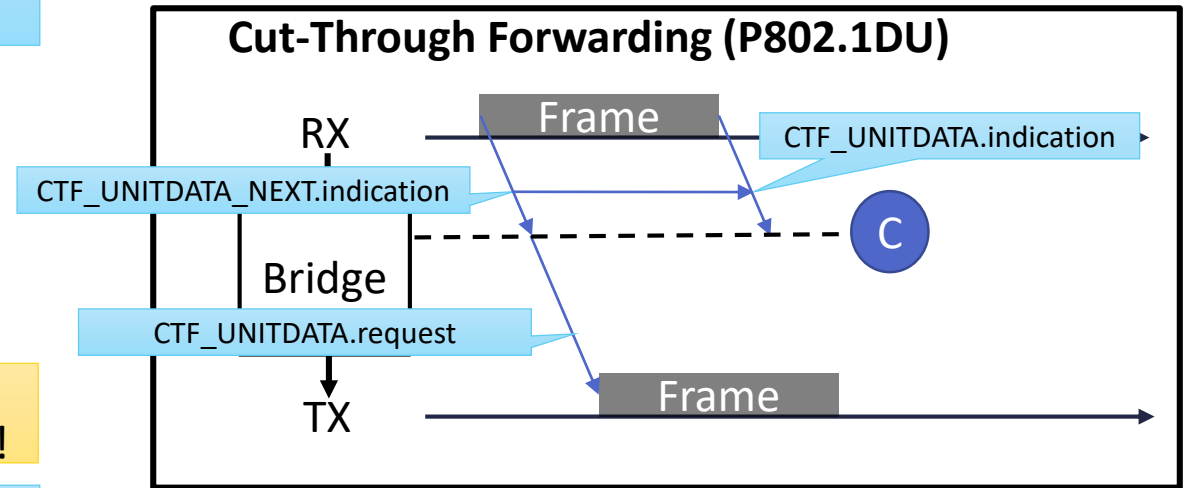 Cut-Through Forwarding (P802.1DU)
Frame
RX
CTF_UNITDATA.indication
CTF_UNITDATA_NEXT.indication
C
Bridge
CTF_UNITDATA.request
Frame
TX
!